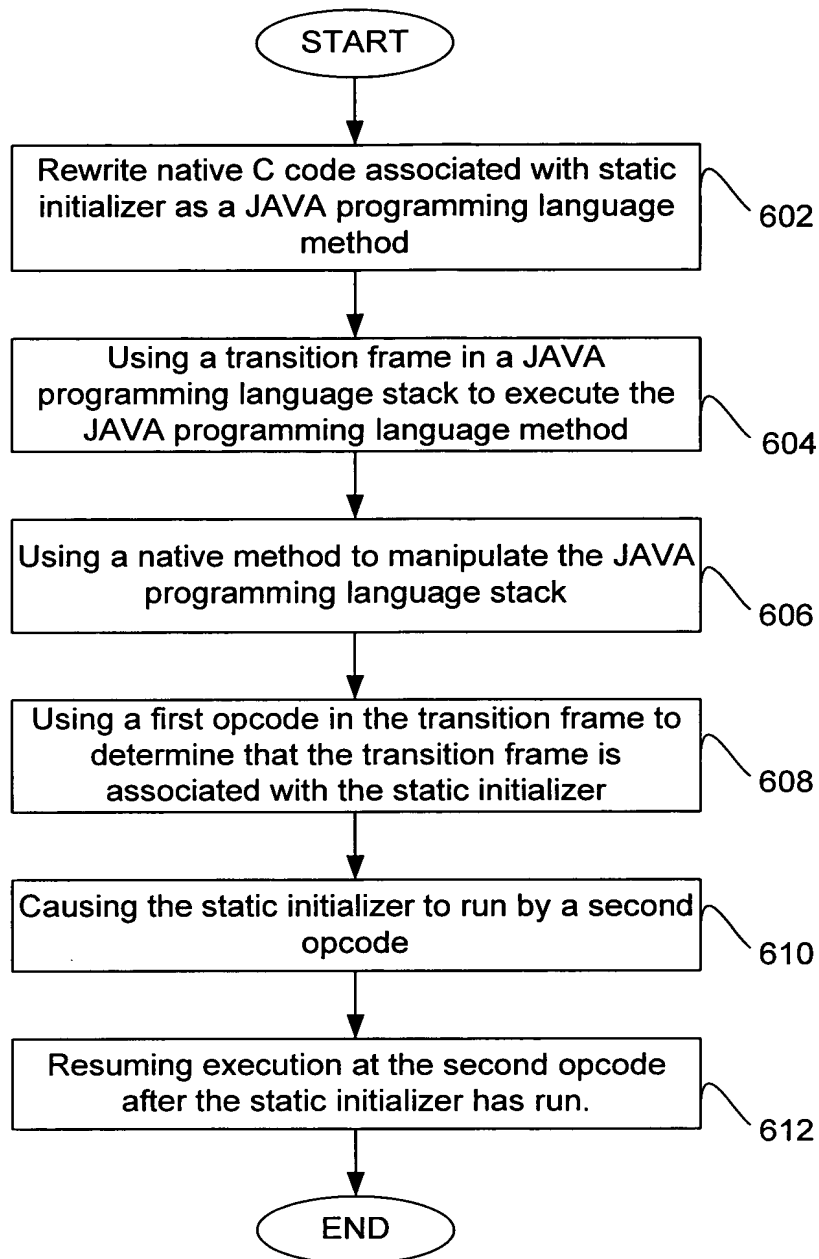 START
Rewrite native C code associated with static
initializer as a JAVA programming language
method
602
Using a transition frame in a JAVA
programming language stack to execute the
JAVA programming language method
604
Using a native method to manipulate the JAVA
programming language stack
606
Using a first opcode in the transition frame to
determine that the transition frame is
associated with the static initializer
608
Causing the static initializer to run by a second
opcode
610
Resuming execution at the second opcode
after the static initializer has run.
612
END